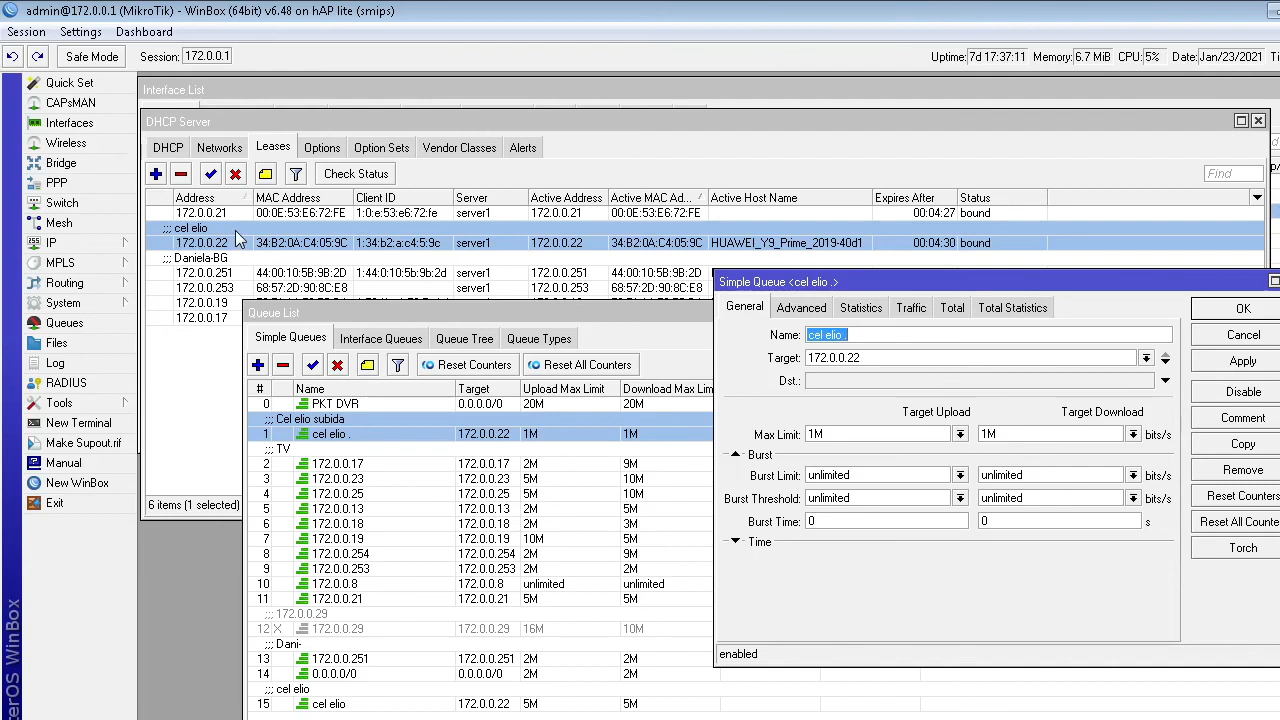 admin@172.0.0.1 (MikroTik) - WinBox (64bit) v6.48 on hAP lite (smips)
Session Settings Dashboard
Safe Mode Session: 172.0.0.1 Uptime: 7d 17:37:11 Memory: 6.7 MiB CPU: 5% Date: Jan/23/2021
Quick Set
CAPsMAN
Interfaces
Wireless
Bridge
PPP
Switch
Mesh
IP
MPLS
Routing
System
Queues
Files
Log
RADIUS
Tools
New Terminal
Make Supout.rif
Manual
New WinBox
Exit
terOS WinBox
Interface List
DHCP Server
DHCP Networks Leases Options Option Sets Vendor Classes Alerts
Check Status Find
Address MAC Address Client ID Server Active Address Active MAC Ad... Active Host Name Expires After Status
172.0.0.21 00:0E:53:E6:72:FE 1:0:e:53:e6:72:fe server1 172.0.0.21 00:0E:53:E6:72:FE 00:04:27 bound
;;; cel elio
172.0.0.22 34:B2:0A:C4:05:9C 1:34:b2:a:c4:5:9c server1 172.0.0.22 34:B2:0A:C4:05:9C HUAWEI_Y9_Prime_2019-40d1 00:04:30 bound
;;; Daniela-BG
172.0.0.251 44:00:10:5B:9B:2D 1:44:0:10:5b:9b:2d server1 172.0.0.251 44:00:10:5B:9B:2D
172.0.0.253 68:57:2D:90:8C:E8 server1 172.0.0.253 68:57:2D:90:8C:E8
172.0.0.19
172.0.0.17
6 items (1 selected)
Queue List
Simple Queues Interface Queues Queue Tree Queue Types
Reset Counters Reset All Counters
# Name Target Upload Max Limit Download Max Lim
0 PKT DVR 0.0.0.0/0 20M 20M
;;; Cel elio subida
1 cel elio . 172.0.0.22 1M 1M
;;; TV
2 172.0.0.17 172.0.0.17 2M 9M
3 172.0.0.23 172.0.0.23 5M 10M
4 172.0.0.25 172.0.0.25 5M 10M
5 172.0.0.13 172.0.0.13 2M 5M
6 172.0.0.18 172.0.0.18 2M 3M
7 172.0.0.19 172.0.0.19 10M 5M
8 172.0.0.254 172.0.0.254 2M 9M
9 172.0.0.253 172.0.0.253 2M 2M
10 172.0.0.8 172.0.0.8 unlimited unlimited
11 172.0.0.21 172.0.0.21 5M 5M
;;; 172.0.0.29
12 X 172.0.0.29 172.0.0.29 16M 10M
;;; Dani-
13 172.0.0.251 172.0.0.251 2M 2M
14 0.0.0.0/0 0.0.0.0/0 2M 2M
;;; cel elio
15 cel elio 172.0.0.22 5M 5M
Simple Queue <cel elio .>
General Advanced Statistics Traffic Total Total Statistics
Name: cel elio .
Target: 172.0.0.22
Dst.:
Target Upload Target Download
Max Limit: 1M 1M bits/s
Burst
Burst Limit: unlimited unlimited bits/s
Burst Threshold: unlimited unlimited bits/s
Burst Time: 0 0 s
Time
enabled
OK
Cancel
Apply
Disable
Comment
Copy
Remove
Reset Counters
Reset All Counters
Torch